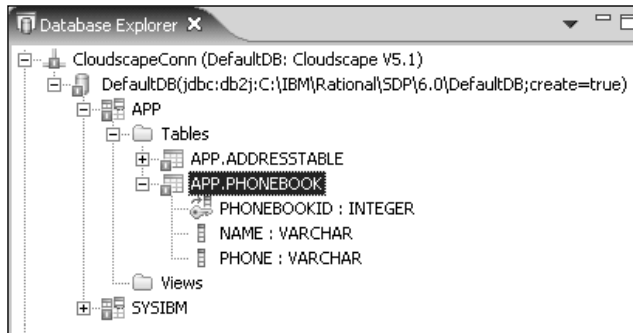 Database Explorer
CloudscapeConn (DefaultDB: Cloudscape V5.1)
DefaultDB(jdbc:db2j:C:\IBM\Rational\SDP\6.0\DefaultDB;create=true)
APP
Tables
APP.ADDRESSTABLE
APP.PHONEBOOK
PHONEBOOKID : INTEGER
NAME : VARCHAR
PHONE : VARCHAR
Views
SYSIBM